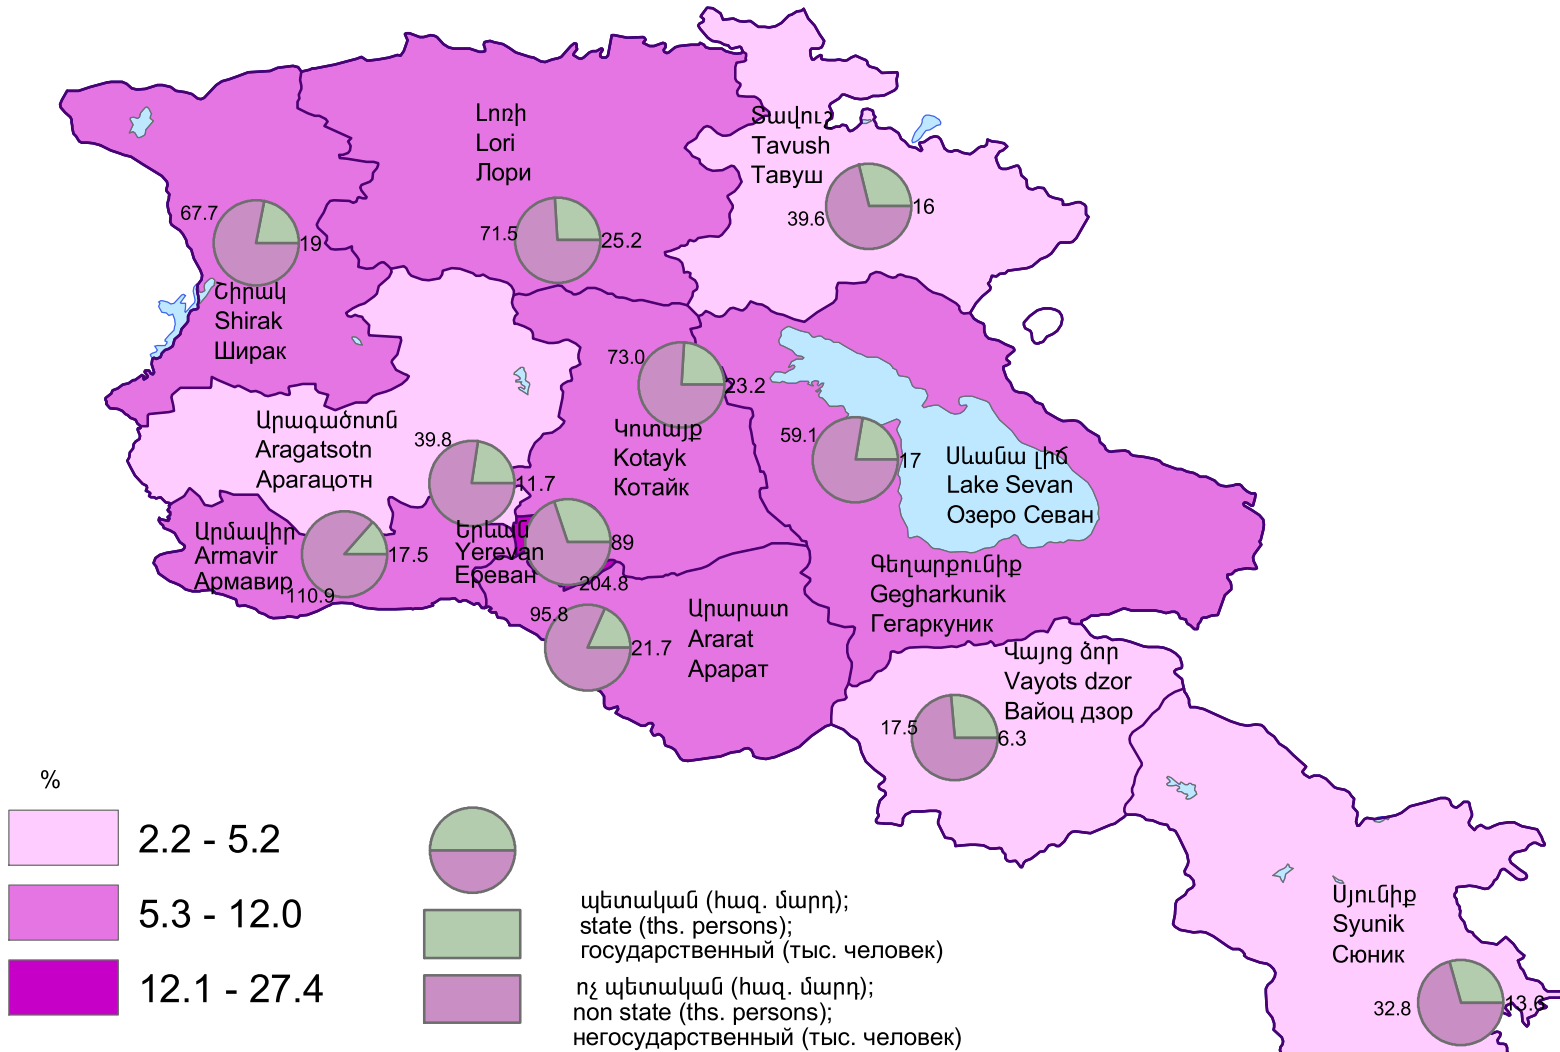 Լոռի
Lori
Лори
Տավուշ
Tavush
Тавуш
67.7
19
71.5
25.2
39.6
16
Շիրակ
Shirak
Ширак
73.0
23.2
Արագածոտն
Aragatsotn
Арагацотн
39.8
11.7
Կոտայք
Kotayk
Котайк
59.1
17
Սևանա լիճ
Lake Sevan
Озеро Севан
Արմավիր
Armavir
Армавир
17.5
110.9
Երևան
Yerevan
Ереван
89
204.8
Գեղարքունիք
Gegharkunik
Гегаркуник
95.8
21.7
Արարատ
Ararat
Арарат
Վայոց ձոր
Vayots dzor
Вайоц дзор
17.5
6.3
Սյունիք
Syunik
Сюник
32.8
13.6
%
2.2 - 5.2
5.3 - 12.0
12.1 - 27.4
պետական (հազ. մարդ);
state (ths. persons);
государственный (тыс. человек)
ոչ պետական (հազ. մարդ);
non state (ths. persons);
негосударственный (тыс. человек)